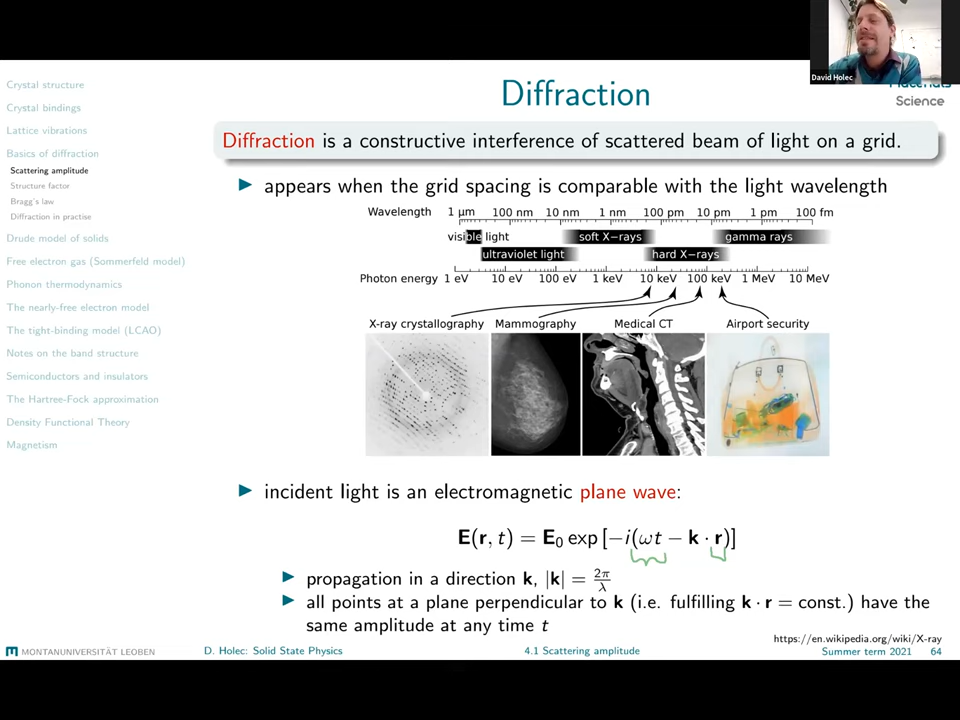 David Holec
Materials
Science
Crystal structure
Crystal bindings
Lattice vibrations
Basics of diffraction
Scattering amplitude
Structure factor
Bragg's law
Diffraction in practise
Drude model of solids
Free electron gas (Sommerfeld model)
Phonon thermodynamics
The nearly-free electron model
The tight-binding model (LCAO)
Notes on the band structure
Semiconductors and insulators
The Hartree-Fock approximation
Density Functional Theory
Magnetism
Diffraction
Diffraction is a constructive interference of scattered beam of light on a grid.
appears when the grid spacing is comparable with the light wavelength
Wavelength 1 μm 100 nm 10 nm 1 nm 100 pm 10 pm 1 pm 100 fm
visible light soft X−rays gamma rays
ultraviolet light hard X−rays
Photon energy 1 eV 10 eV 100 eV 1 keV 10 keV 100 keV 1 MeV 10 MeV
X-ray crystallography Mammography Medical CT Airport security
incident light is an electromagnetic plane wave:
E(r, t) = E₀ exp [−i(ωt − k · r)]
propagation in a direction k, |k| = 2π/λ
all points at a plane perpendicular to k (i.e. fulfilling k · r = const.) have the
same amplitude at any time t
https://en.wikipedia.org/wiki/X-ray
MONTANUNIVERSITÄT LEOBEN D. Holec: Solid State Physics 4.1 Scattering amplitude Summer term 2021 64